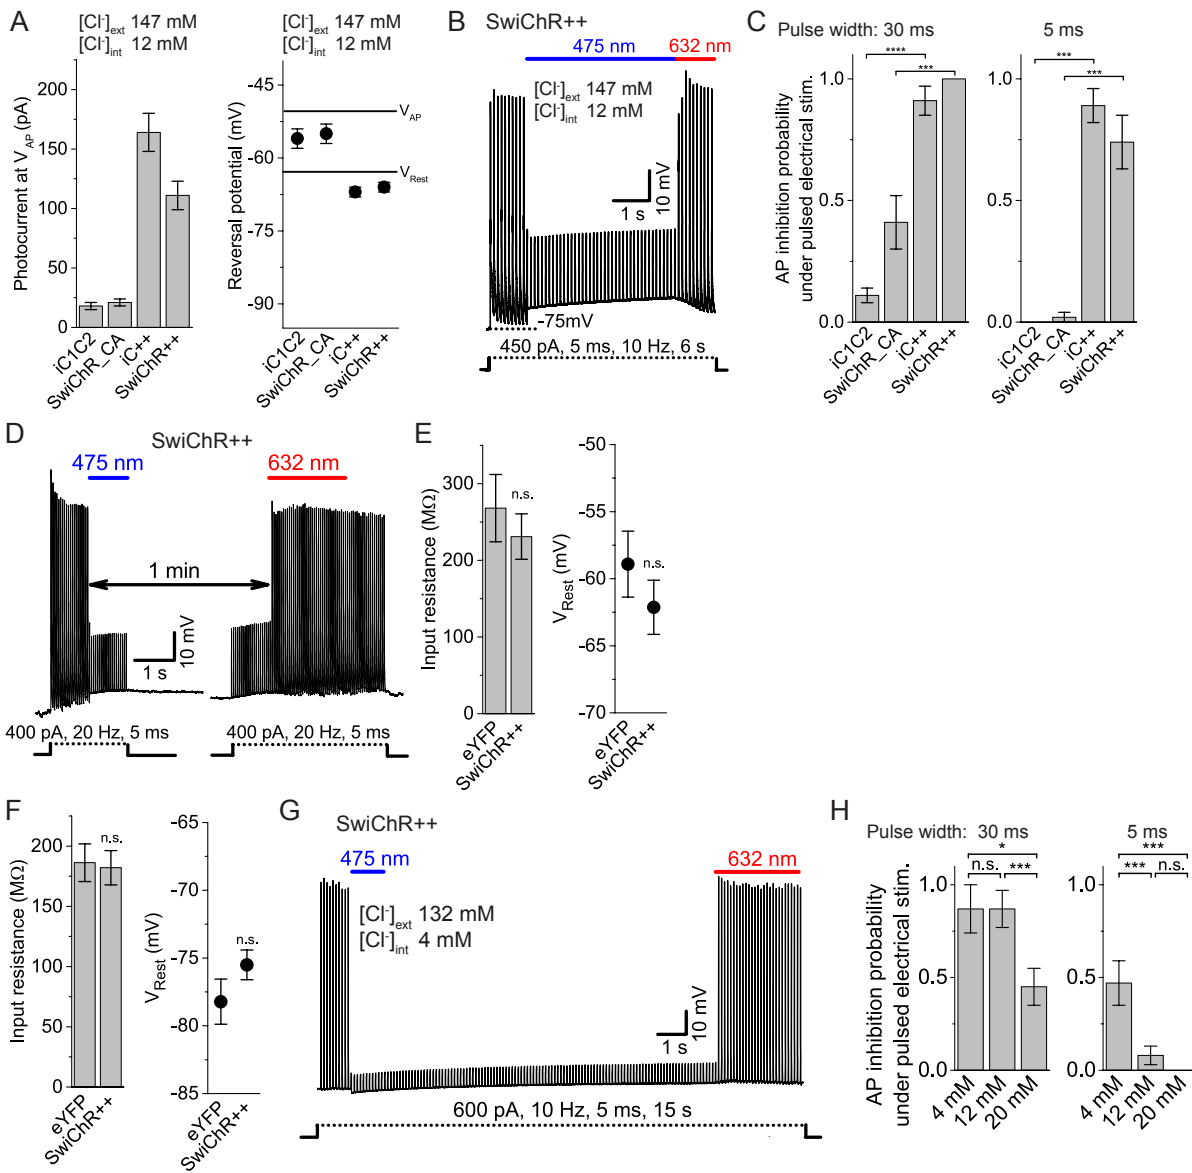 A
[Cl-]ext 147 mM
[Cl-]int 12 mM
Photocurrent at VAP (pA)
200
150
100
50
0
iC1C2
SwiChR_CA
iC++
SwiChR++
[Cl-]ext 147 mM
[Cl-]int 12 mM
Reversal potential (mV)
-45
-60
-75
-90
VAP
VRest
iC1C2
SwiChR_CA
iC++
SwiChR++
B
SwiChR++
475 nm
632 nm
[Cl-]ext 147 mM
[Cl-]int 12 mM
1 s
10 mV
-75mV
450 pA, 5 ms, 10 Hz, 6 s
C
Pulse width: 30 ms
5 ms
AP inhibition probability
under pulsed electrical stim.
1.0
0.5
0.0
****
***
iC1C2
SwiChR_CA
iC++
SwiChR++
1.0
0.5
0.0
***
***
iC1C2
SwiChR_CA
iC++
SwiChR++
D
SwiChR++
475 nm
632 nm
1 min
1 s
10 mV
400 pA, 20 Hz, 5 ms
400 pA, 20 Hz, 5 ms
E
Input resistance (MΩ)
300
200
100
0
n.s.
eYFP
SwiChR++
VRest (mV)
-50
-55
-60
-65
-70
n.s.
eYFP
SwiChR++
F
Input resistance (MΩ)
200
150
100
50
0
n.s.
eYFP
SwiChR++
VRest (mV)
-65
-70
-75
-80
-85
n.s.
eYFP
SwiChR++
G
SwiChR++
475 nm
632 nm
[Cl-]ext 132 mM
[Cl-]int 4 mM
1 s
10 mV
600 pA, 10 Hz, 5 ms, 15 s
H
Pulse width: 30 ms
5 ms
AP inhibition probability
under pulsed electrical stim.
1.0
0.5
0.0
*
n.s.
***
4 mM
12 mM
20 mM
1.0
0.5
0.0
***
***
n.s.
4 mM
12 mM
20 mM